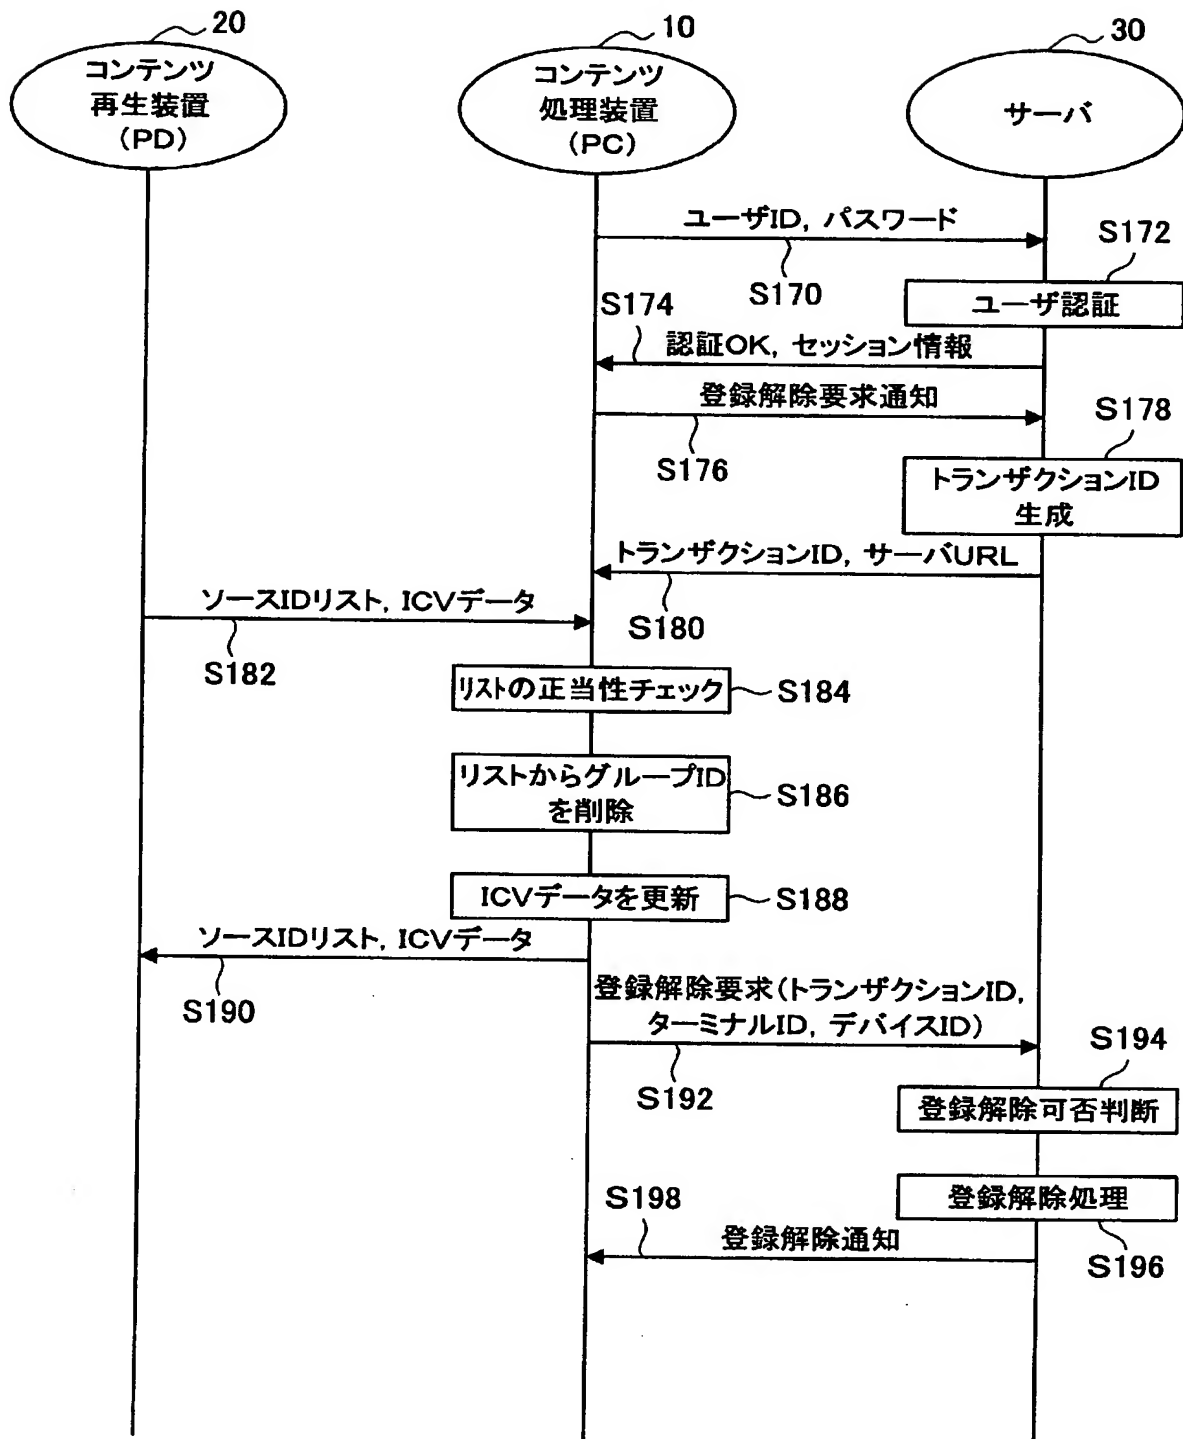 20
10
30
コンテンツ
再生装置
(PD)
コンテンツ
処理装置
(PC)
サーバ
ユーザID, パスワード
S170
S172
ユーザ認証
S174
認証OK, セッション情報
登録解除要求通知
S176
S178
トランザクションID
生成
トランザクションID, サーバURL
S180
ソースIDリスト, ICVデータ
S182
リストの正当性チェック
S184
リストからグループID
を削除
S186
ICVデータを更新
S188
ソースIDリスト, ICVデータ
S190
登録解除要求(トランザクションID,
ターミナルID, デバイスID)
S192
S194
登録解除可否判断
登録解除処理
S196
S198
登録解除通知